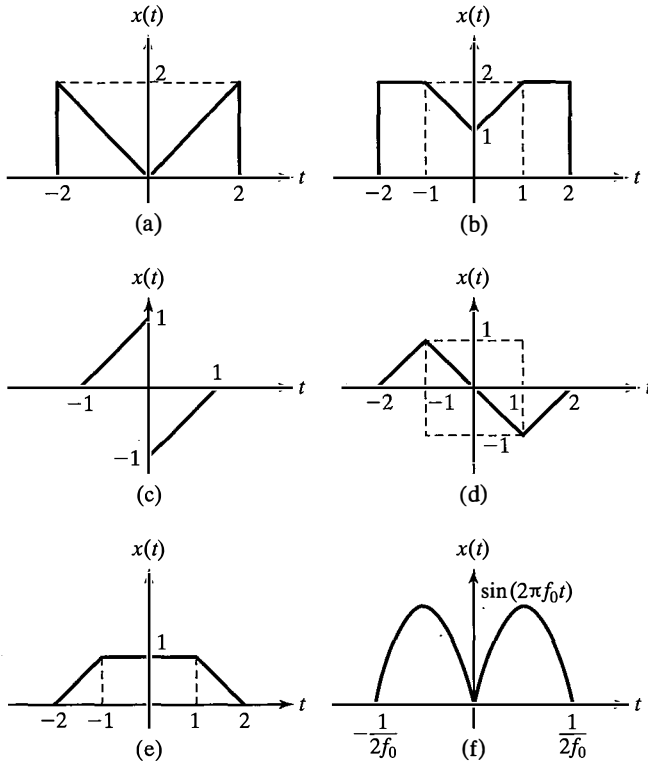 x(t) x(t)
2 2
1
−2 2 t −2 −1 1 2 t
(a) (b)
x(t) x(t)
1 1
1
−1 t −2 −1 1 2 t
−1 −1
(c) (d)
x(t) x(t)
sin (2πf₀t)
1
−2 −1 1 2 t −1/2f₀ 1/2f₀ t
(e) (f)